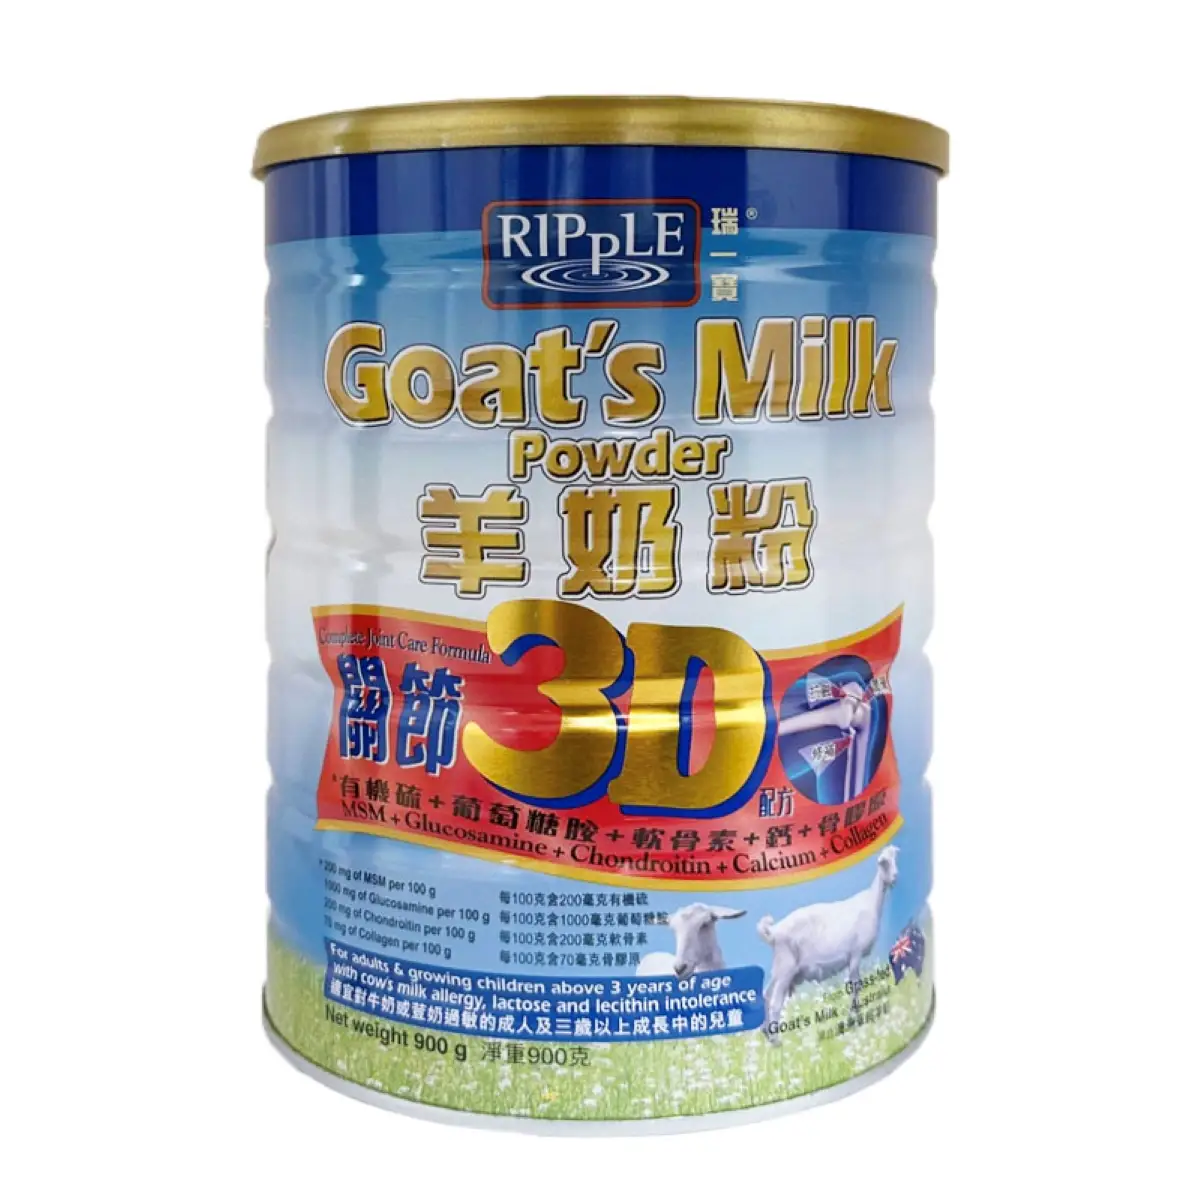 RIPPLE
瑞一寶®
Goat's Milk
Powder
羊奶粉
Complete Joint Care Formula
關節3D配方
修補
*有機硫+葡萄糖胺+軟骨素+鈣+骨膠原
MSM + Glucosamine + Chondroitin + Calcium + Collagen
* 200 mg of MSM per 100 g
1000 mg of Glucosamine per 100 g
200 mg of Chondroitin per 100 g
70 mg of Collagen per 100 g
每100克含200毫克有機硫
每100克含1000毫克葡萄糖胺
每100克含200毫克軟骨素
每100克含70毫克骨膠原
For adults & growing children above 3 years of age
with cow's milk allergy, lactose and lecithin intolerance
適宜對牛奶或荳奶過敏的成人及三歲以上成長中的兒童
Net weight 900 g 淨重900克
from Grass-fed
Goat's Milk - Australia